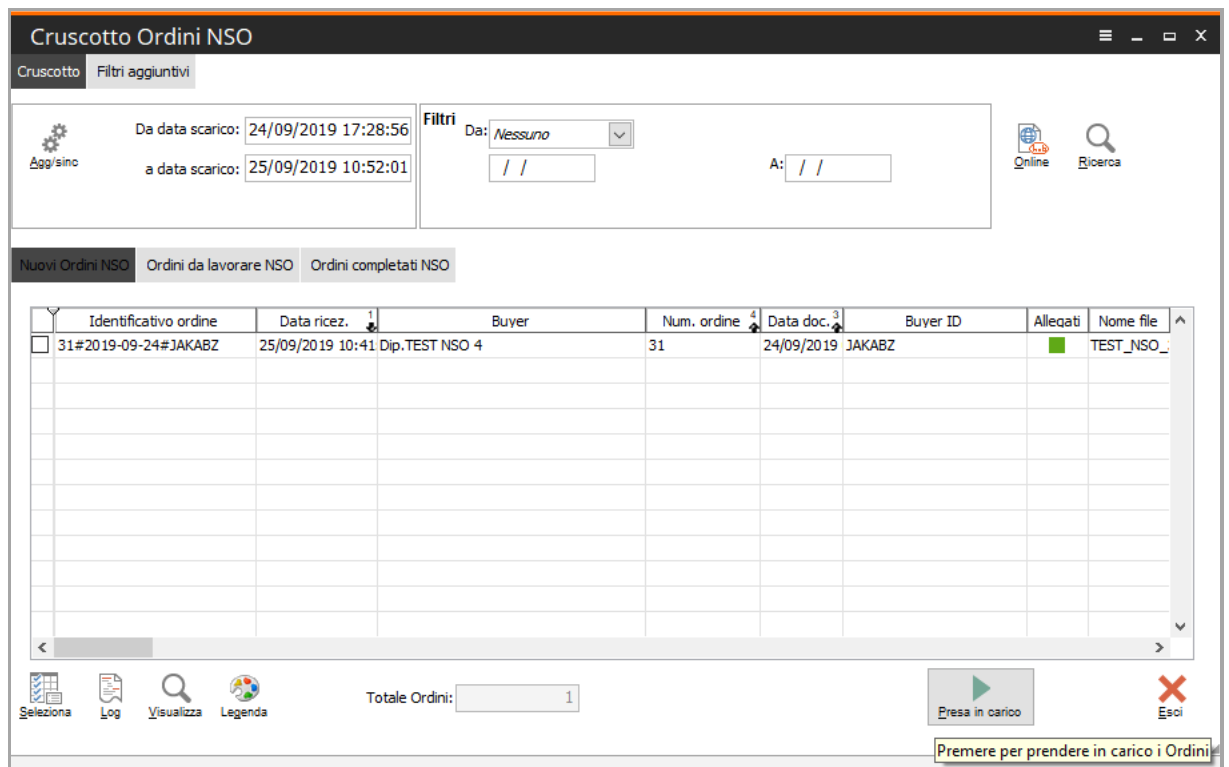 Cruscotto Ordini NSO
Cruscotto Filtri aggiuntivi
Agg/sinc
Da data scarico: 24/09/2019 17:28:56
a data scarico: 25/09/2019 10:52:01
Filtri
Da: Nessuno
/ / A: / /
Online Ricerca
Nuovi Ordini NSO Ordini da lavorare NSO Ordini completati NSO
Identificativo ordine Data ricez. 1 Buyer Num. ordine 4 Data doc. 3 Buyer ID Allegati Nome file
31#2019-09-24#JAKABZ 25/09/2019 10:41 Dip.TEST NSO 4 31 24/09/2019 JAKABZ TEST_NSO_
Seleziona Log Visualizza Legenda Totale Ordini: 1 Presa in carico Esci
Premere per prendere in carico i Ordini